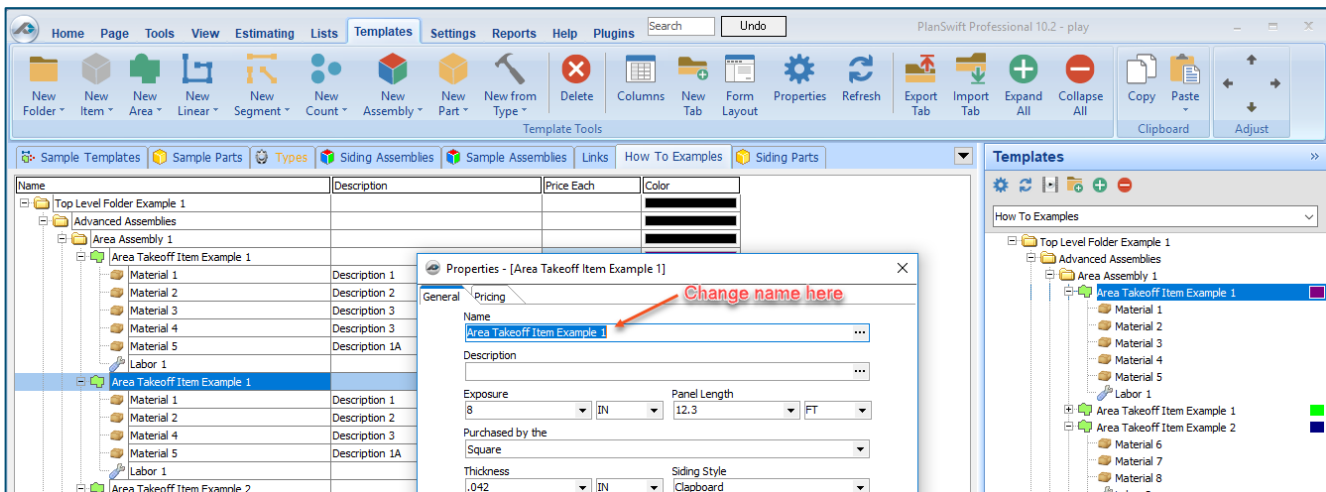 Home Page Tools View Estimating Lists Templates Settings Reports Help Plugins Search Undo PlanSwift Professional 10.2 - play
New Folder New Item New Area New Linear New Segment New Count New Assembly New Part New from Type Delete Columns New Tab Form Layout Properties Refresh Export Tab Import Tab Expand All Collapse All Copy Paste
Template Tools Clipboard Adjust
Sample Templates Sample Parts Types Siding Assemblies Sample Assemblies Links How To Examples Siding Parts
Name Description Price Each Color
Top Level Folder Example 1
Advanced Assemblies
Area Assembly 1
Area Takeoff Item Example 1
Material 1 Description 1
Material 2 Description 2
Material 3 Description 3
Material 4 Description 3
Material 5 Description 1A
Labor 1
Area Takeoff Item Example 1
Material 1 Description 1
Material 2 Description 2
Material 4 Description 3
Material 5 Description 1A
Labor 1
Area Takeoff Item Example 2
Properties - [Area Takeoff Item Example 1]
General Pricing
Change name here
Name
Area Takeoff Item Example 1
Description
Exposure Panel Length
8 IN 12.3 FT
Purchased by the
Square
Thickness Siding Style
.042 IN Clapboard
Templates
How To Examples
Top Level Folder Example 1
Advanced Assemblies
Area Assembly 1
Area Takeoff Item Example 1
Material 1
Material 2
Material 3
Material 4
Material 5
Labor 1
Area Takeoff Item Example 1
Area Takeoff Item Example 2
Material 6
Material 7
Material 8